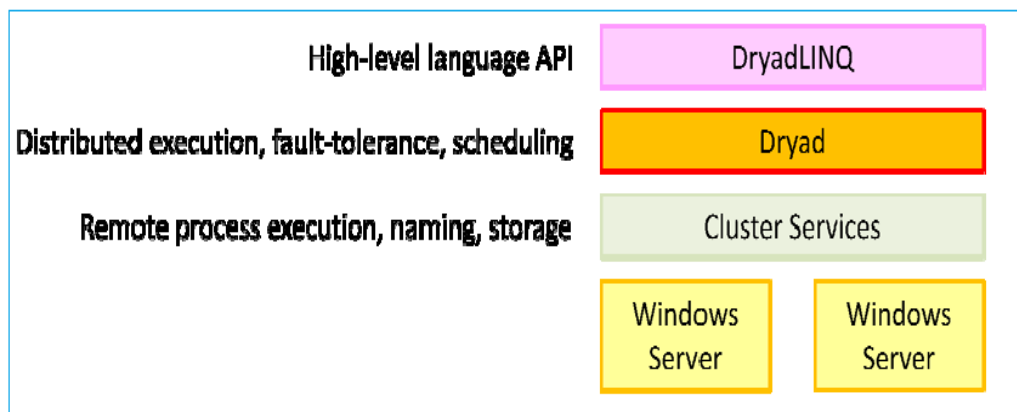 High-level language API
DryadLINQ
Distributed execution, fault-tolerance, scheduling
Dryad
Remote process execution, naming, storage
Cluster Services
Windows
Server
Windows
Server